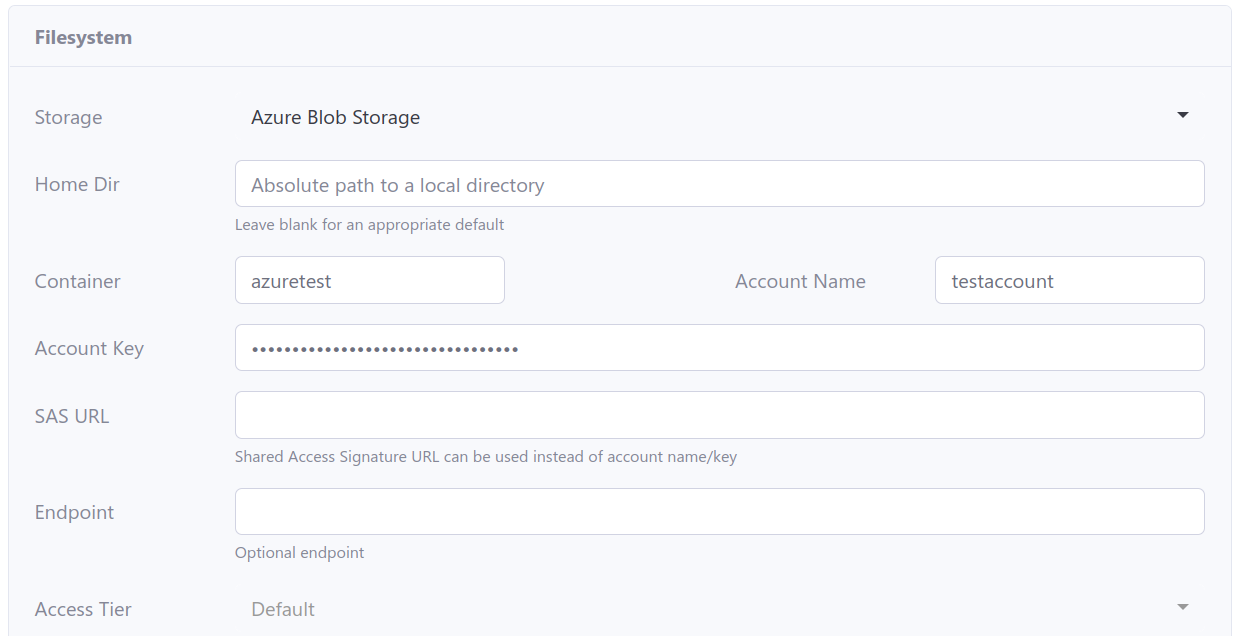 Filesystem
Storage Azure Blob Storage
Home Dir Absolute path to a local directory
Leave blank for an appropriate default
Container azuretest Account Name testaccount
Account Key •••••••••••••••••••••••••••••••••
SAS URL
Shared Access Signature URL can be used instead of account name/key
Endpoint
Optional endpoint
Access Tier Default